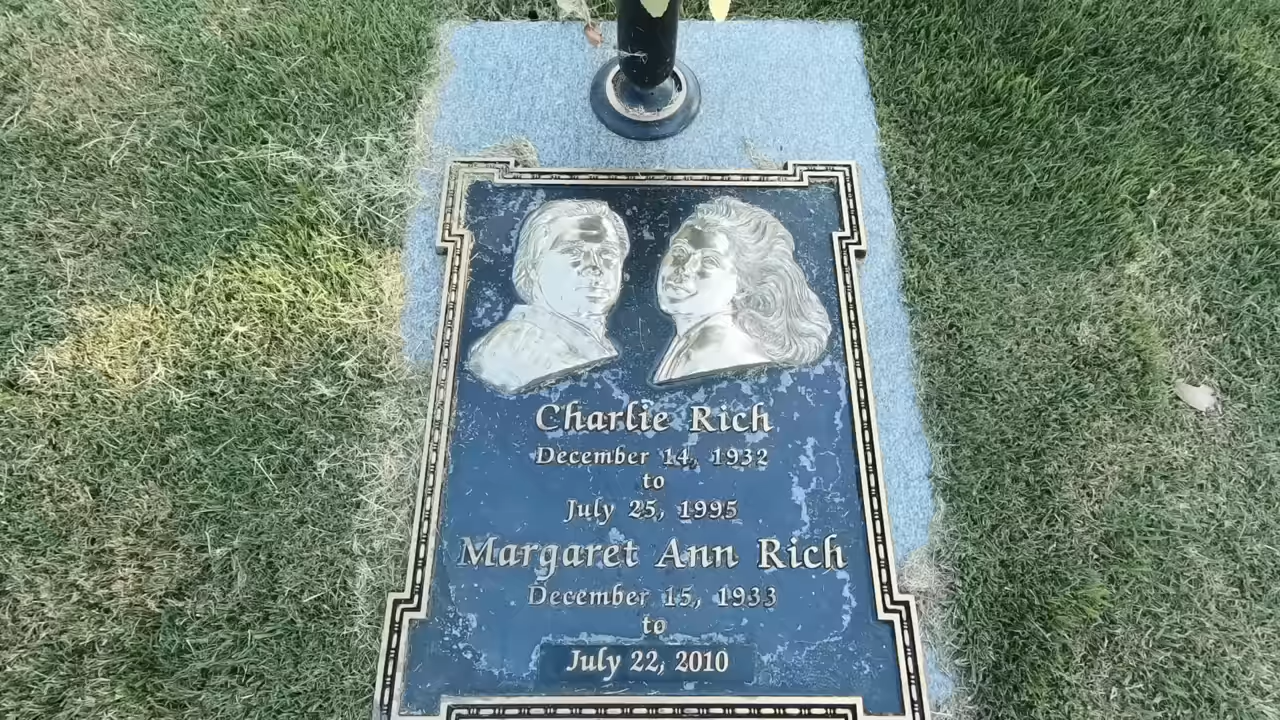 Charlie Rich
December 14, 1932
to
July 25, 1995
Margaret Ann Rich
December 15, 1933
to
July 22, 2010